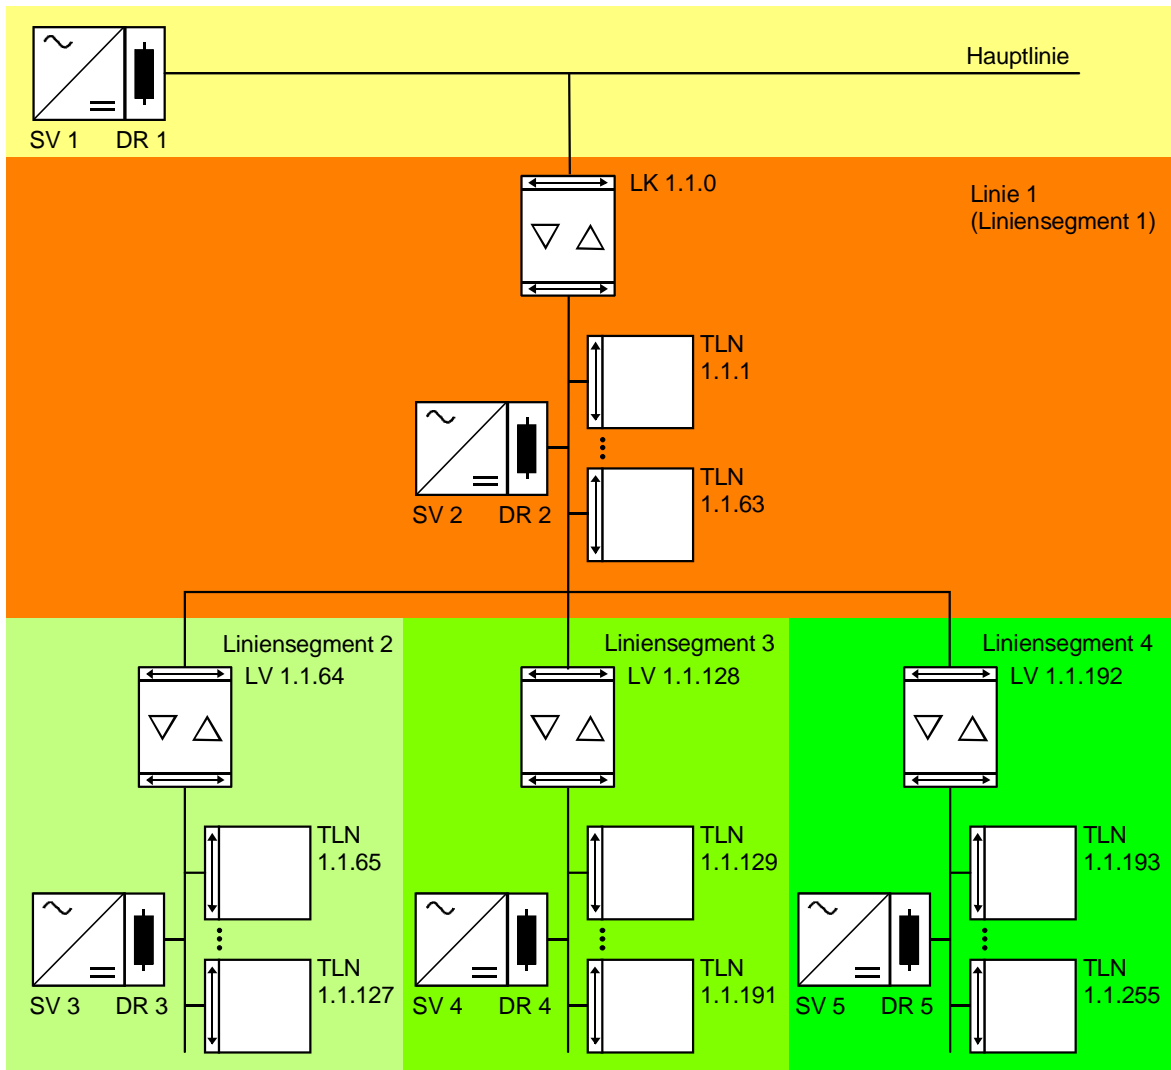 Hauptlinie
SV 1 DR 1
LK 1.1.0
Linie 1
(Liniensegment 1)
TLN
1.1.1
SV 2 DR 2
TLN
1.1.63
Liniensegment 2
LV 1.1.64
Liniensegment 3
LV 1.1.128
Liniensegment 4
LV 1.1.192
TLN
1.1.65
SV 3 DR 3
TLN
1.1.127
TLN
1.1.129
SV 4 DR 4
TLN
1.1.191
TLN
1.1.193
SV 5 DR 5
TLN
1.1.255